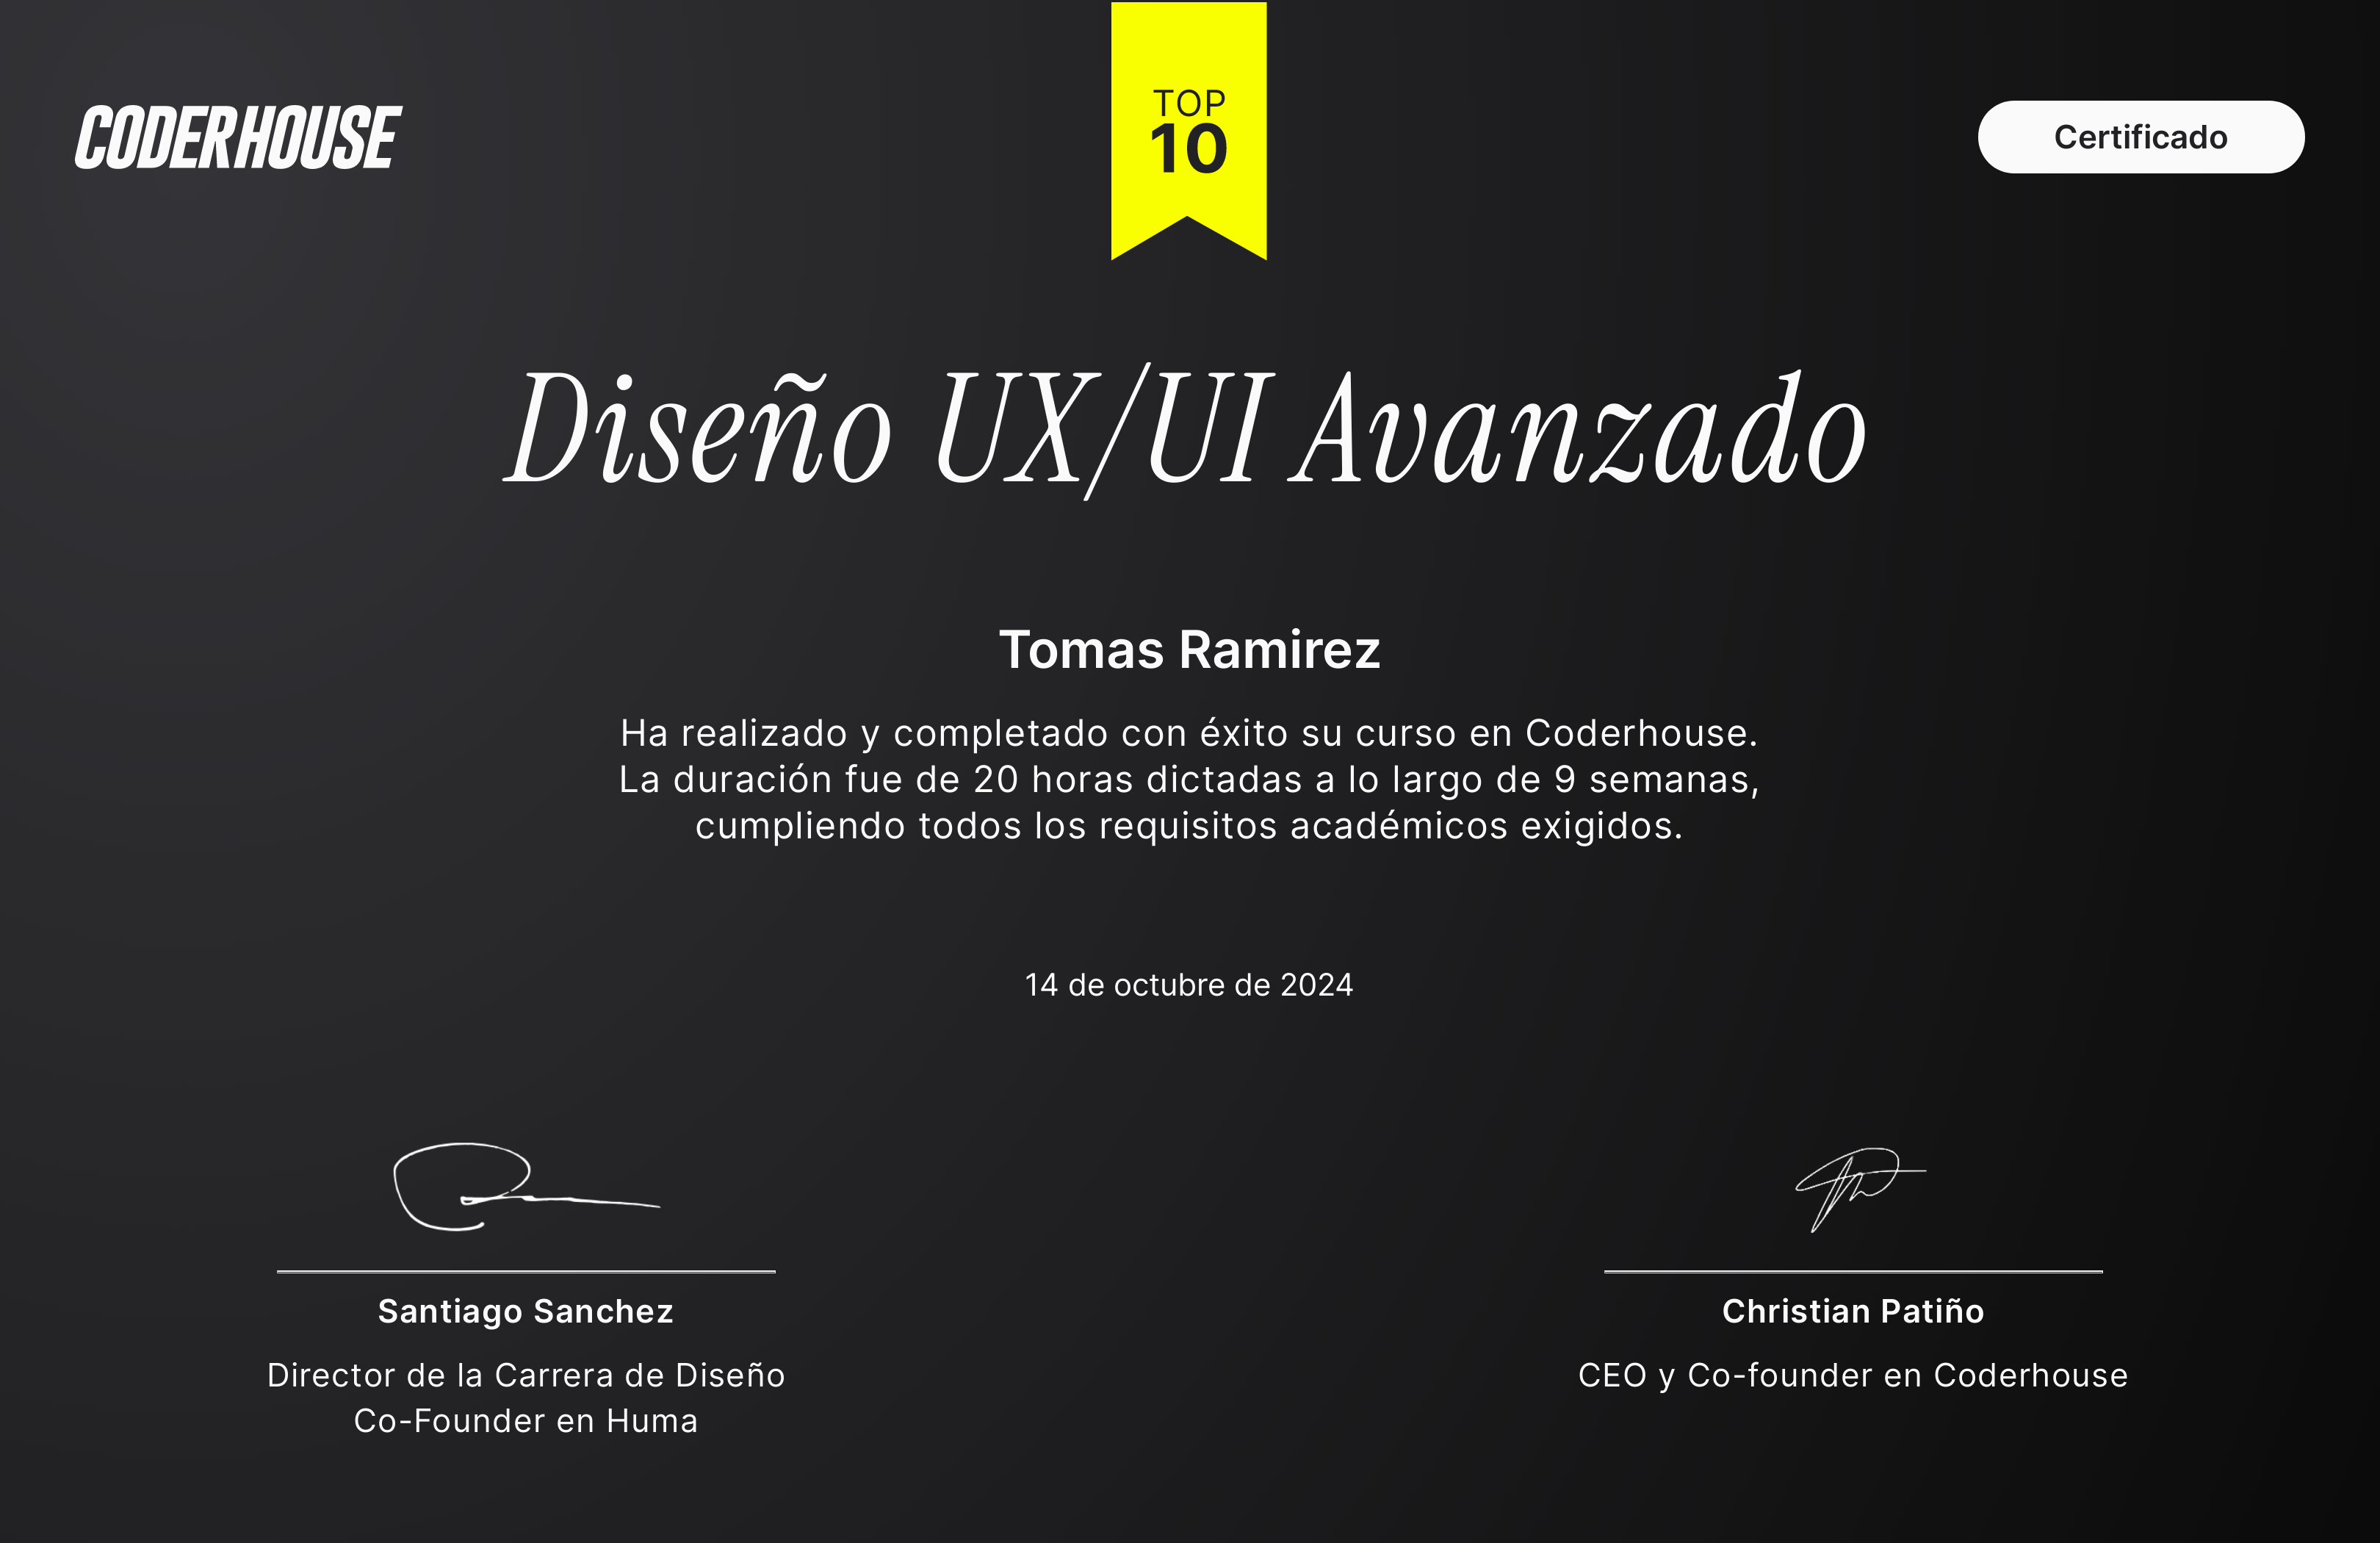 CODERHOUSE
TOP
10
Certificado
Diseño UX/UI Avanzado
Tomas Ramirez
Ha realizado y completado con éxito su curso en Coderhouse.
La duración fue de 20 horas dictadas a lo largo de 9 semanas,
cumpliendo todos los requisitos académicos exigidos.
14 de octubre de 2024
Santiago Sanchez
Director de la Carrera de Diseño
Co-Founder en Huma
Christian Patiño
CEO y Co-founder en Coderhouse